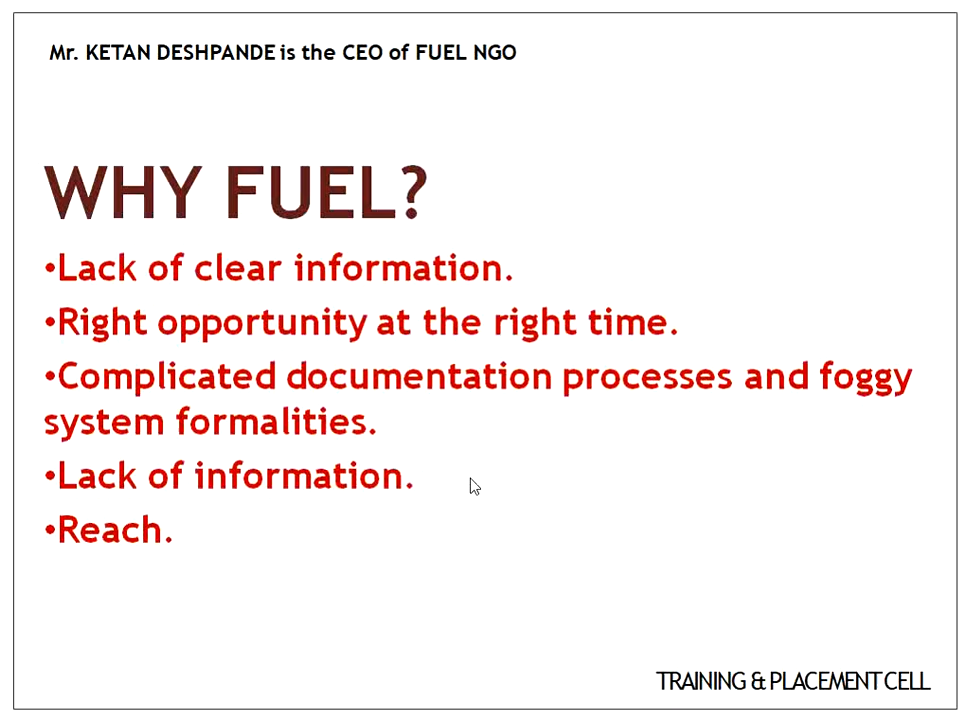 Mr. KETAN DESHPANDE is the CEO of FUEL NGO
WHY FUEL?
•Lack of clear information.
•Right opportunity at the right time.
•Complicated documentation processes and foggy
system formalities.
•Lack of information.
•Reach.
TRAINING & PLACEMENT CELL